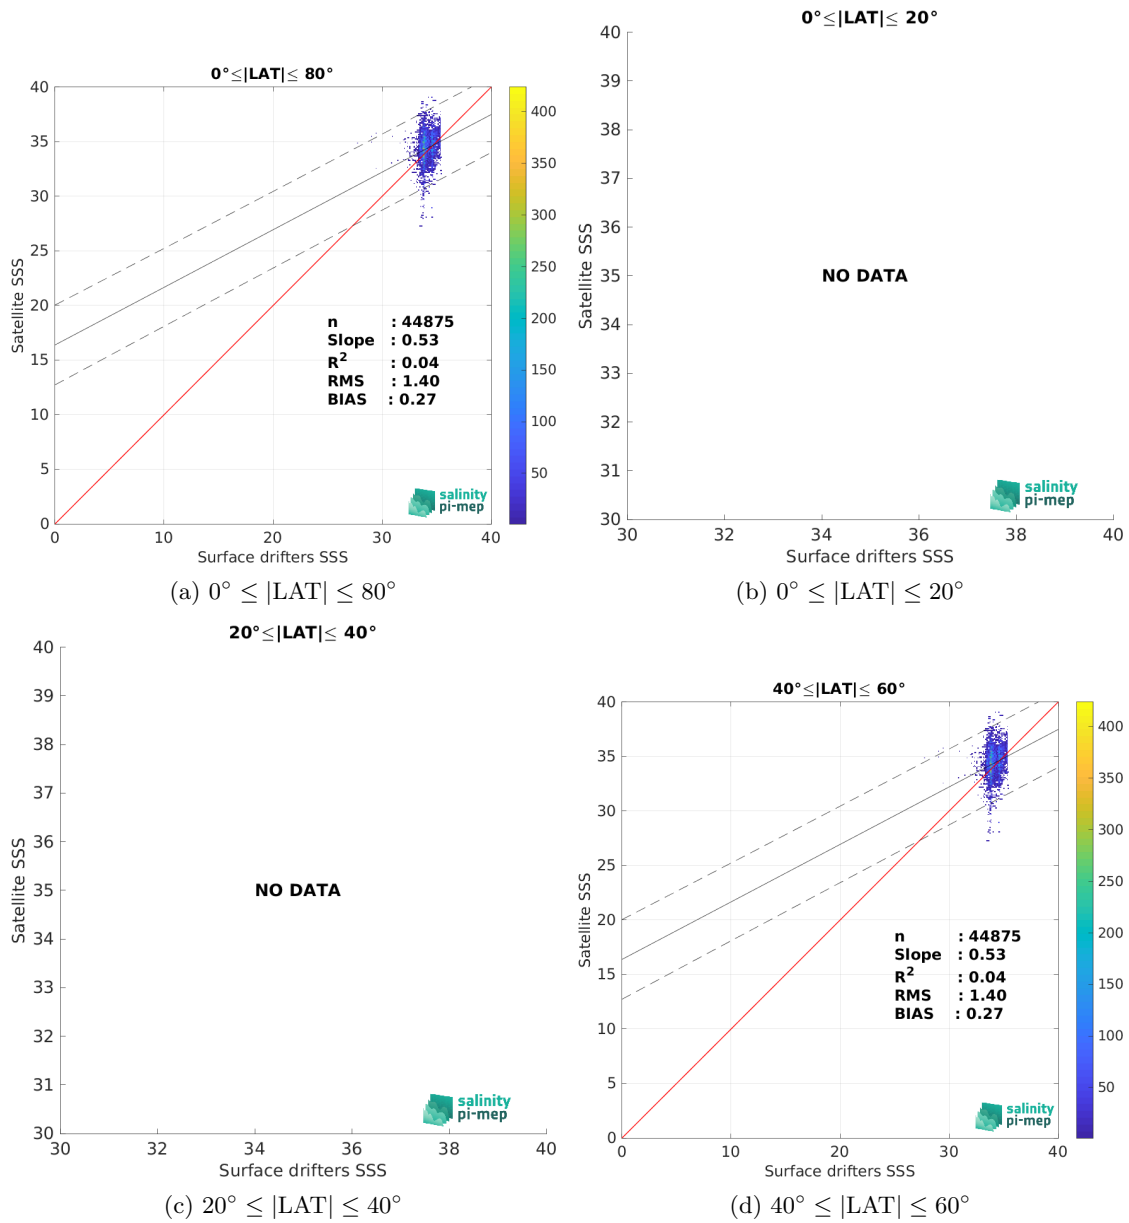 0°≤|LAT|≤ 80°
Satellite SSS
40
35
30
25
20
15
10
5
0
0 10 20 30 40
Surface drifters SSS
n : 44875
Slope : 0.53
R2 : 0.04
RMS : 1.40
BIAS : 0.27
salinity
pi-mep
400
350
300
250
200
150
100
50
(a) 0° ≤ |LAT| ≤ 80°
0°≤|LAT|≤ 20°
Satellite SSS
40
39
38
37
36
35
34
33
32
31
30
30 32 34 36 38 40
Surface drifters SSS
NO DATA
salinity
pi-mep
(b) 0° ≤ |LAT| ≤ 20°
20°≤|LAT|≤ 40°
Satellite SSS
40
39
38
37
36
35
34
33
32
31
30
30 32 34 36 38 40
Surface drifters SSS
NO DATA
salinity
pi-mep
(c) 20° ≤ |LAT| ≤ 40°
40°≤|LAT|≤ 60°
Satellite SSS
40
35
30
25
20
15
10
5
0
0 10 20 30 40
Surface drifters SSS
n : 44875
Slope : 0.53
R2 : 0.04
RMS : 1.40
BIAS : 0.27
salinity
pi-mep
400
350
300
250
200
150
100
50
(d) 40° ≤ |LAT| ≤ 60°